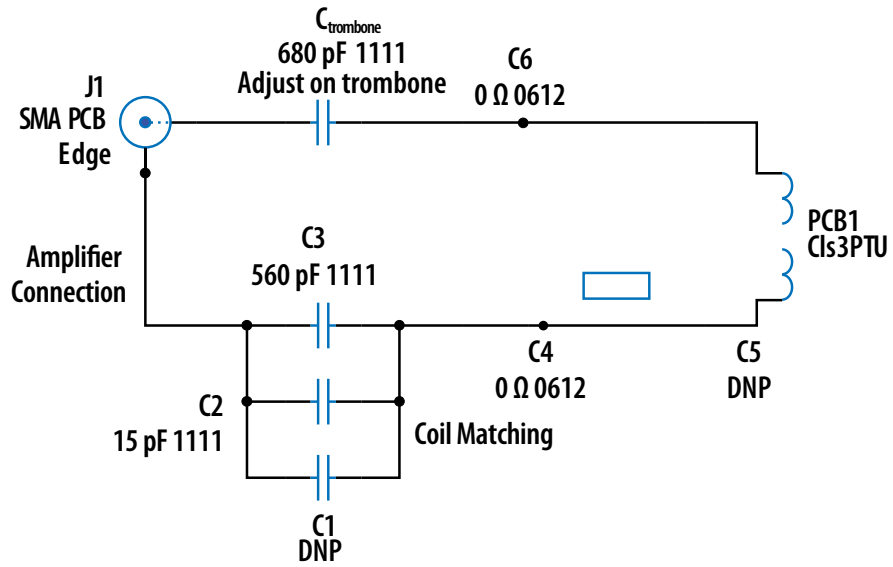 C trombone
680 pF 1111
Adjust on trombone
C6
0 Ω 0612
J1
SMA PCB
Edge
PCB1
Cls3PTU
Amplifier
Connection
C3
560 pF 1111
C4
0 Ω 0612
C5
DNP
C2
15 pF 1111
Coil Matching
C1
DNP